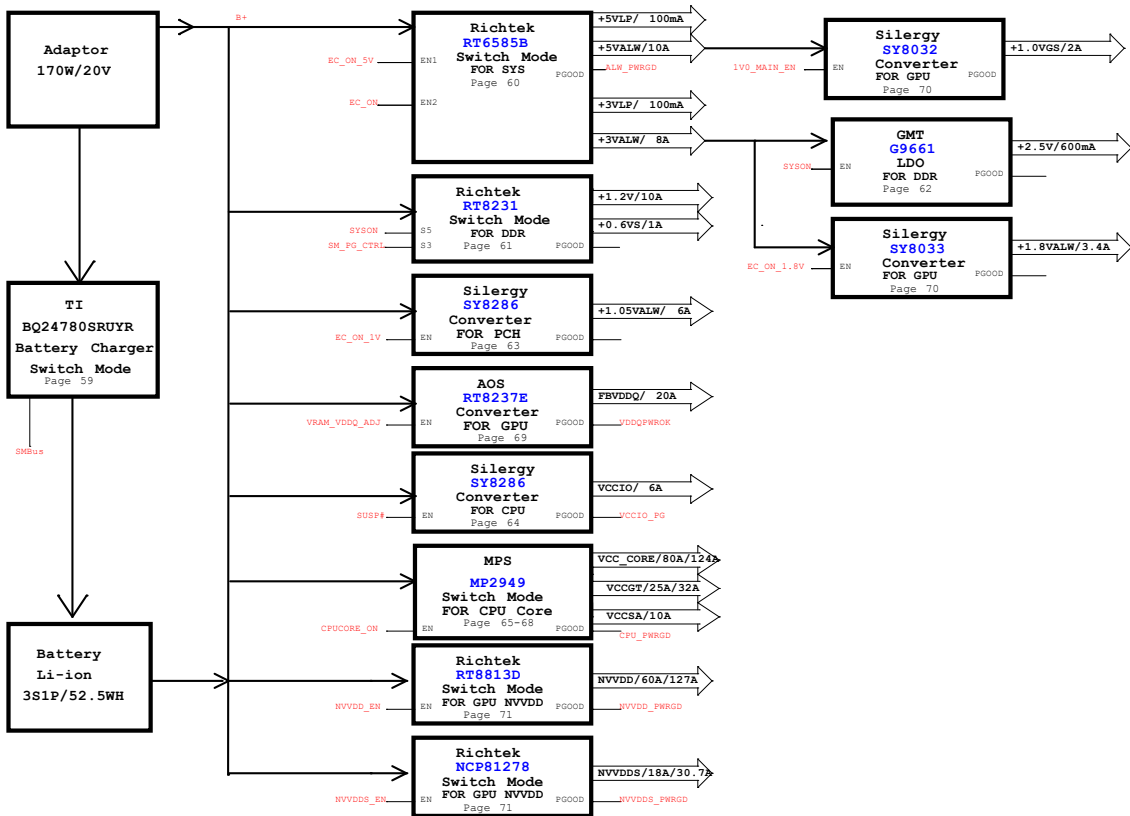 Adaptor
170W/20V
TI
BQ24780SRUYR
Battery Charger
Switch Mode
Page 59
SMBus
Battery
Li-ion
3S1P/52.5WH
B+
Richtek
RT6585B
Switch Mode
FOR SYS
Page 60
EC_ON_5V
EN1
EC_ON
EN2
PGOOD
+5VLP/ 100mA
+5VALW/10A
ALW_PWRGD
+3VLP/ 100mA
+3VALW/ 8A
Richtek
RT8231
Switch Mode
FOR DDR
Page 61
SYSON
S5
SM_PG_CTRL
S3
PGOOD
+1.2V/10A
+0.6VS/1A
Silergy
SY8286
Converter
FOR PCH
Page 63
EC_ON_1V
EN
PGOOD
+1.05VALW/ 6A
AOS
RT8237E
Converter
FOR GPU
Page 69
VRAM_VDDQ_ADJ
EN
PGOOD
FBVDDQ/ 20A
VDDQPWROK
Silergy
SY8286
Converter
FOR CPU
Page 64
SUSP#
EN
PGOOD
VCCIO/ 6A
VCCIO_PG
MPS
MP2949
Switch Mode
FOR CPU Core
Page 65-68
CPUCORE_ON
EN
PGOOD
VCC_CORE/80A/124A
VCCGT/25A/32A
VCCSA/10A
CPU_PWRGD
Richtek
RT8813D
Switch Mode
FOR GPU NVVDD
Page 71
NVVDD_EN
EN
PGOOD
NVVDD/60A/127A
NVVDD_PWRGD
Richtek
NCP81278
Switch Mode
FOR GPU NVVDD
Page 71
NVVDDS_EN
EN
PGOOD
NVVDDS/18A/30.7A
NVVDDS_PWRGD
Silergy
SY8032
Converter
FOR GPU
Page 70
1V0_MAIN_EN
EN
+1.0VGS/2A
GMT
G9661
LDO
FOR DDR
Page 62
SYSON
EN
PGOOD
+2.5V/600mA
Silergy
SY8033
Converter
FOR GPU
Page 70
EC_ON_1.8V
EN
PGOOD
+1.8VALW/3.4A